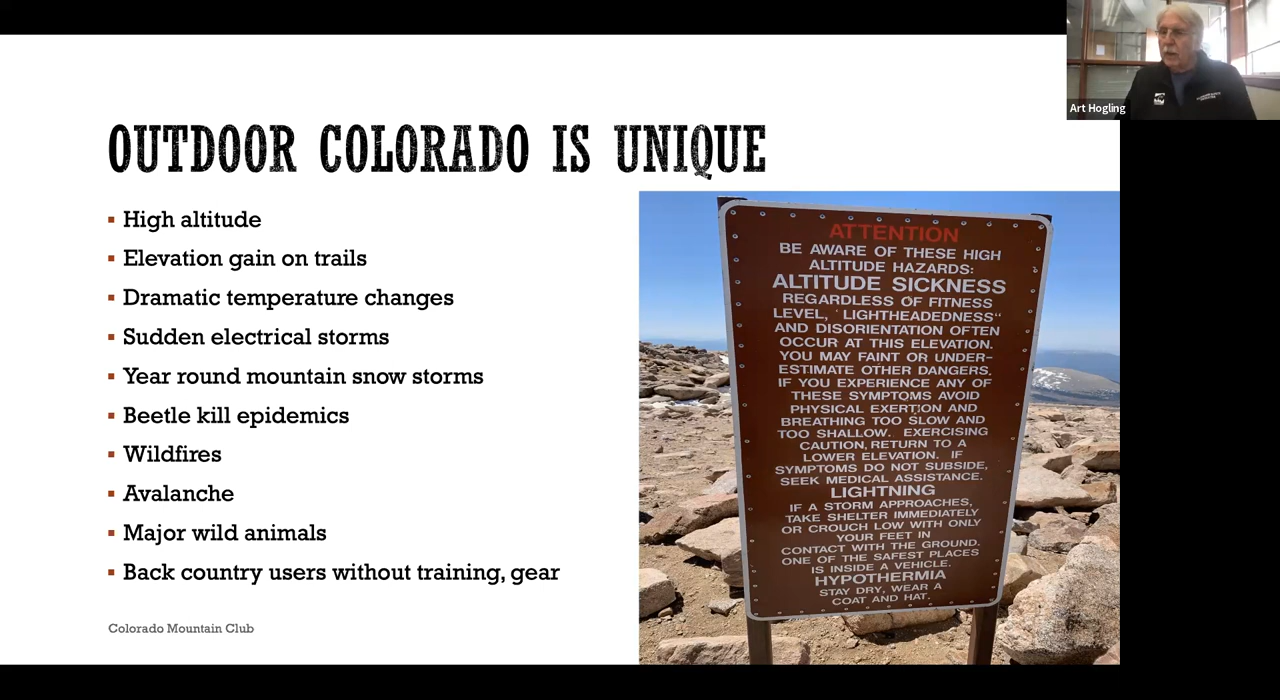 Art Hogling
OUTDOOR COLORADO IS UNIQUE
▪ High altitude
▪ Elevation gain on trails
▪ Dramatic temperature changes
▪ Sudden electrical storms
▪ Year round mountain snow storms
▪ Beetle kill epidemics
▪ Wildfires
▪ Avalanche
▪ Major wild animals
▪ Back country users without training, gear
Colorado Mountain Club
ATTENTION
BE AWARE OF THESE HIGH
ALTITUDE HAZARDS:
ALTITUDE SICKNESS
REGARDLESS OF FITNESS
LEVEL, 'LIGHTHEADEDNESS"
AND DISORIENTATION OFTEN
OCCUR AT THIS ELEVATION.
YOU MAY FAINT OR UNDER-
ESTIMATE OTHER DANGERS.
IF YOU EXPERIENCE ANY OF
THESE SYMPTOMS AVOID
PHYSICAL EXERTION AND
BREATHING TOO SLOW AND
TOO SHALLOW. EXERCISING
CAUTION, RETURN TO A
LOWER ELEVATION. IF
SYMPTOMS DO NOT SUBSIDE,
SEEK MEDICAL ASSISTANCE.
LIGHTNING
IF A STORM APPROACHES,
TAKE SHELTER IMMEDIATELY
OR CROUCH LOW WITH ONLY
YOUR FEET IN
CONTACT WITH THE GROUND.
ONE OF THE SAFEST PLACES
IS INSIDE A VEHICLE.
HYPOTHERMIA
STAY DRY, WEAR A
COAT AND HAT.